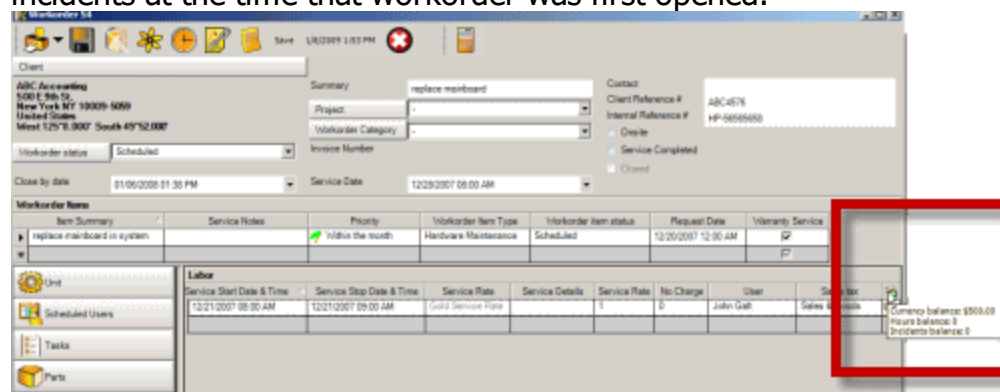 incidents at the time that workorder was first opened.
Workorder 54
Save 1/8/2009 1:03 PM
Client
ABC Accounting
500 E 9th St.
New York NY 10009- 5059
United States
West 125°8.000' South 49°52.000'
Summary replace mainboard
Project -
Workorder Category -
Invoice Number
Contact
Client Reference # ABC4576
Internal Reference # HP-56565658
Onsite
Service Completed
Closed
Workorder status Scheduled
Close by date 01/06/2008 01:38 PM
Service Date 12/28/2007 08:00 AM
Workorder Items
Item Summary Service Notes Priority Workorder Item Type Workorder Item status Request Date Warranty Service
replace mainboard in system Within the month Hardware Maintenance Scheduled 12/20/2007 12:00 AM
Unit
Scheduled Users
Tasks
Parts
Labor
Service Start Date & Time Service Stop Date & Time Service Rate Service Details Service Rate No Charge User Sales tax
12/21/2007 08:00 AM 12/21/2007 09:00 AM Gold Service Rate 1 0 John Galt Sales
Currency balance: $500.00
Hours balance: 0
Incidents balance: 0